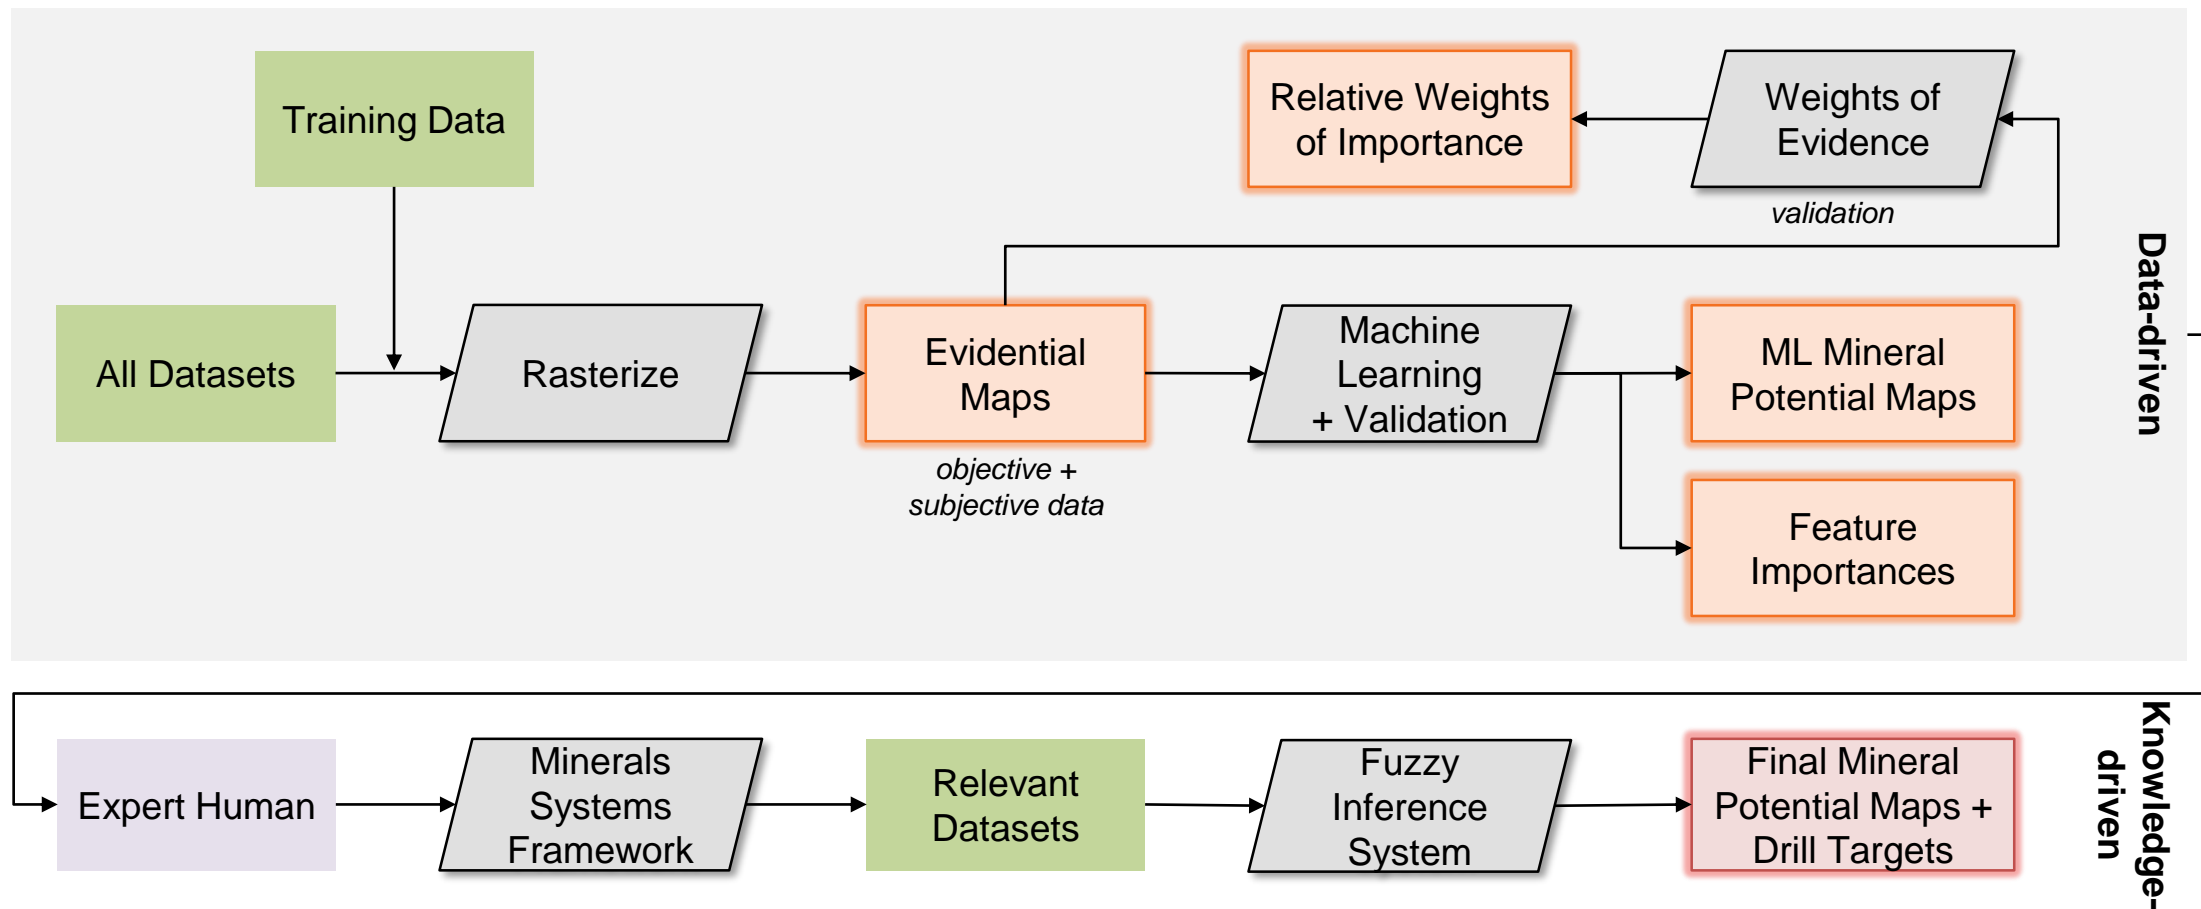 Training Data
Relative Weights
of Importance
Weights of
Evidence
validation
All Datasets
Rasterize
Evidential
Maps
objective +
subjective data
Machine
Learning
+ Validation
ML Mineral
Potential Maps
Feature
Importances
Data-driven
Expert Human
Minerals
Systems
Framework
Relevant
Datasets
Fuzzy
Inference
System
Final Mineral
Potential Maps +
Drill Targets
Knowledge-
driven